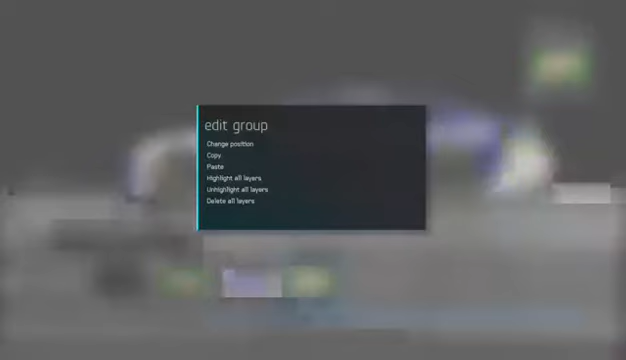 edit group
Change position
Copy
Paste
Highlight all layers
Unhighlight all layers
Delete all layers